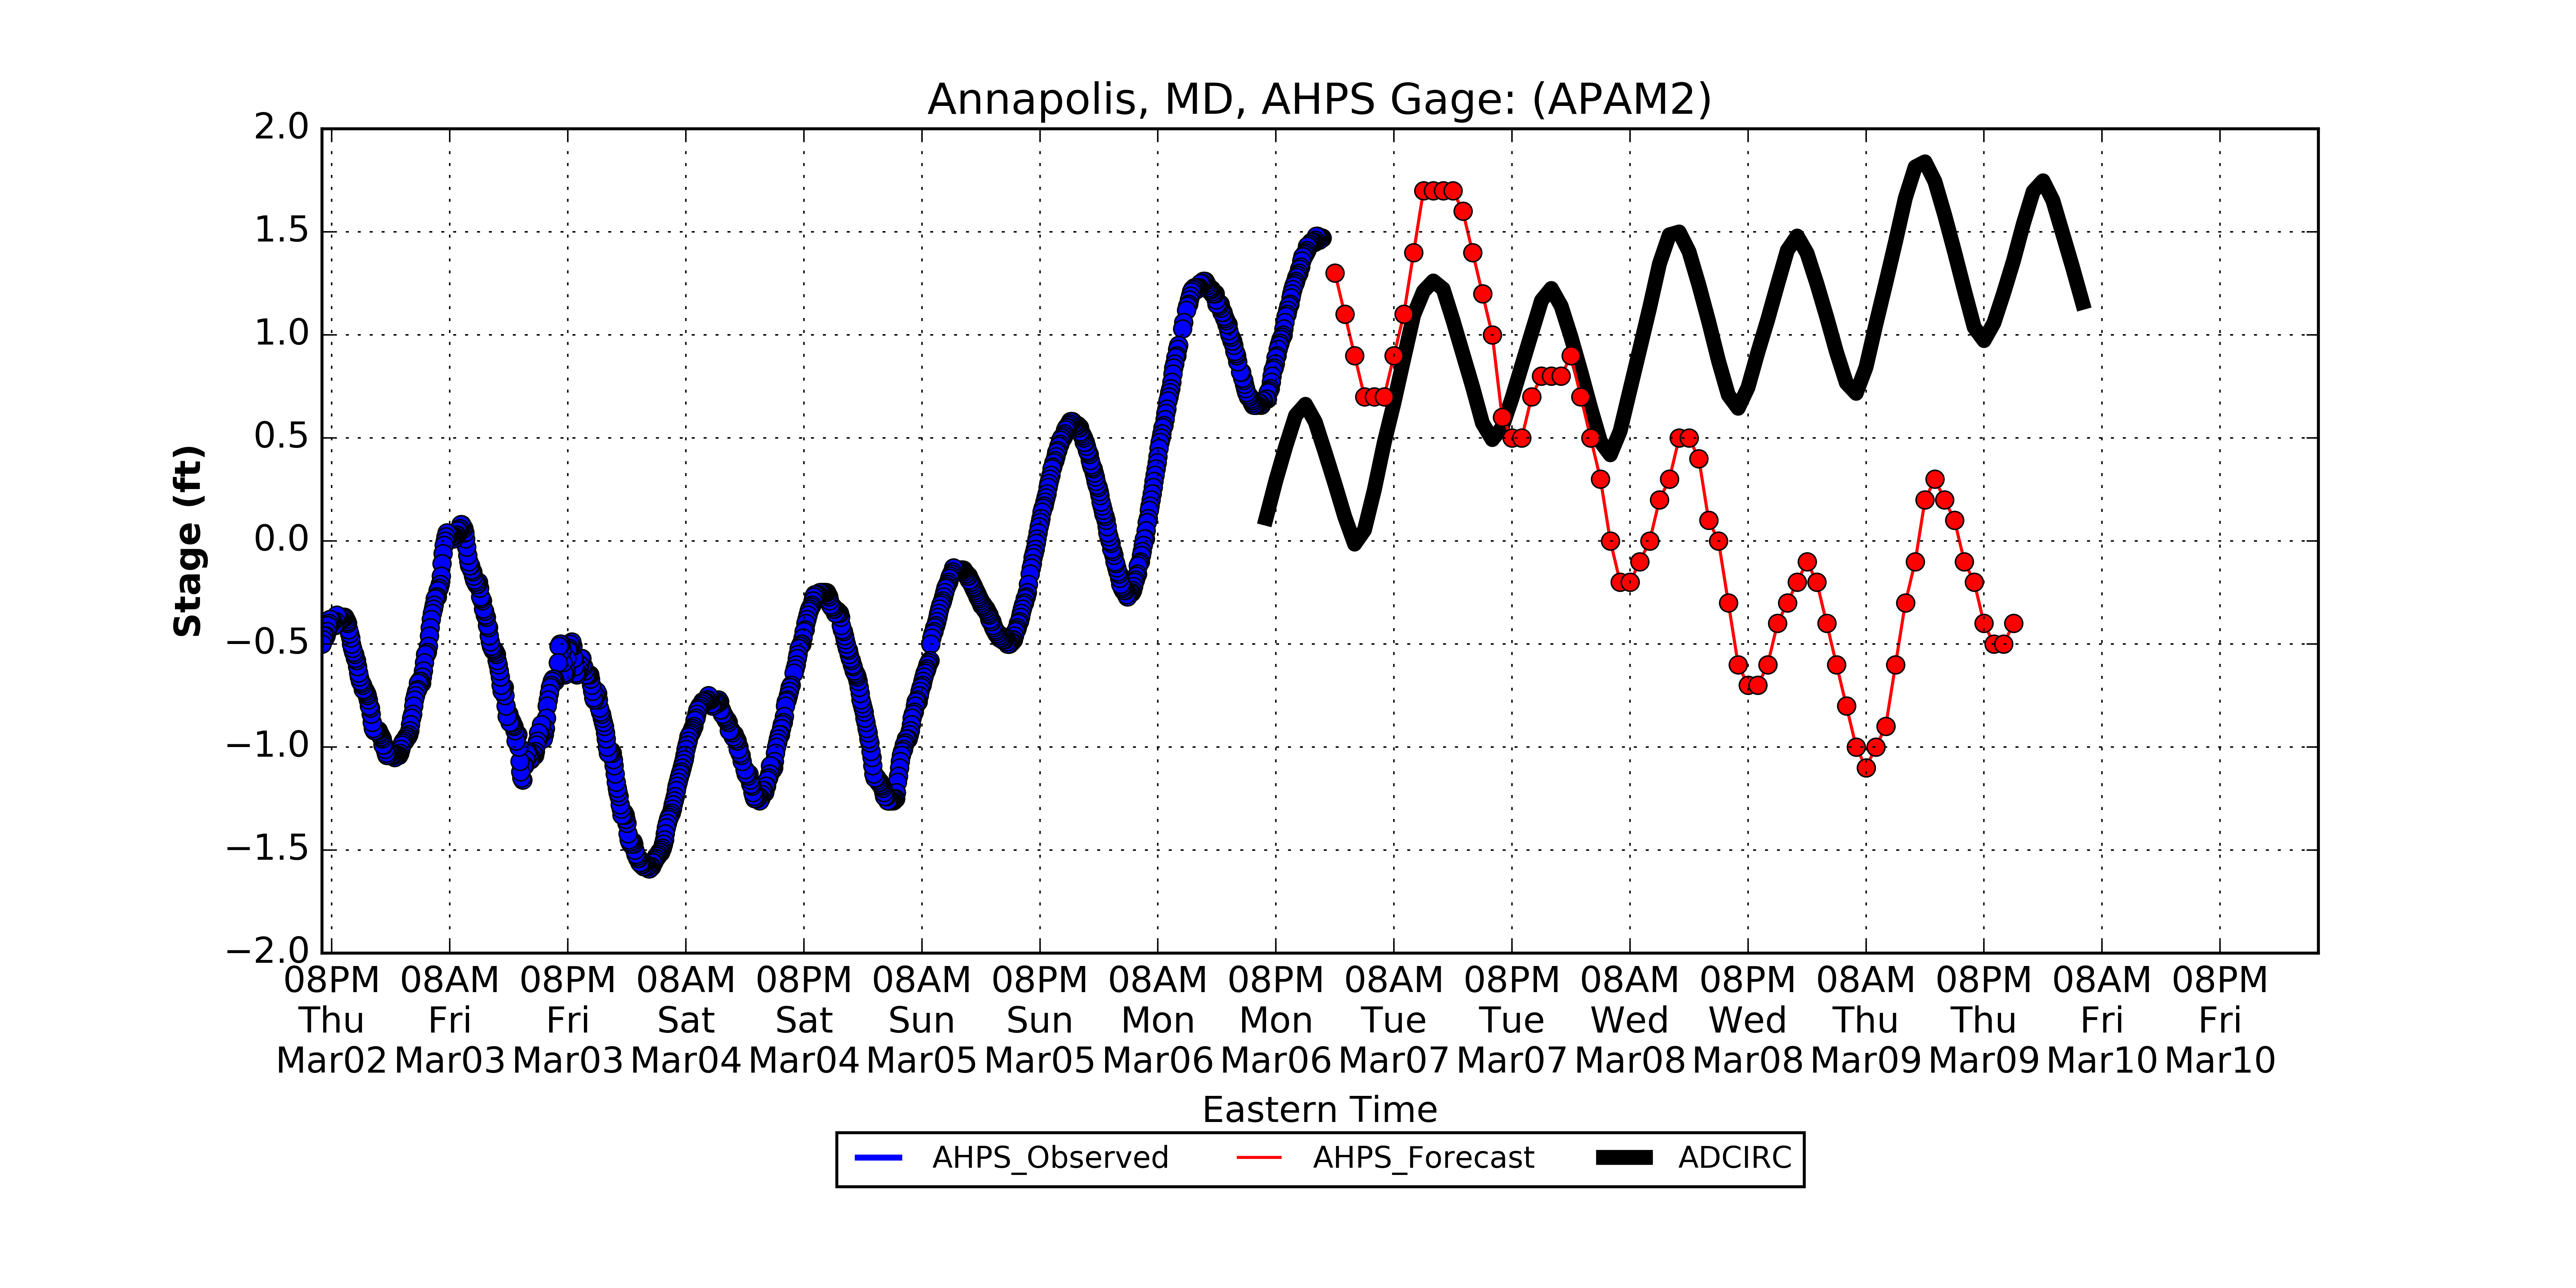 Annapolis, MD, AHPS Gage: (APAM2)
2.0
1.5
1.0
0.5
0.0
−0.5
−1.0
−1.5
−2.0
Stage (ft)
08PM 08AM 08PM 08AM 08PM 08AM 08PM 08AM 08PM 08AM 08PM 08AM 08PM 08AM 08PM 08AM 08PM
Thu Fri Fri Sat Sat Sun Sun Mon Mon Tue Tue Wed Wed Thu Thu Fri Fri
Mar02 Mar03 Mar03 Mar04 Mar04 Mar05 Mar05 Mar06 Mar06 Mar07 Mar07 Mar08 Mar08 Mar09 Mar09 Mar10 Mar10
Eastern Time
AHPS_Observed AHPS_Forecast ADCIRC